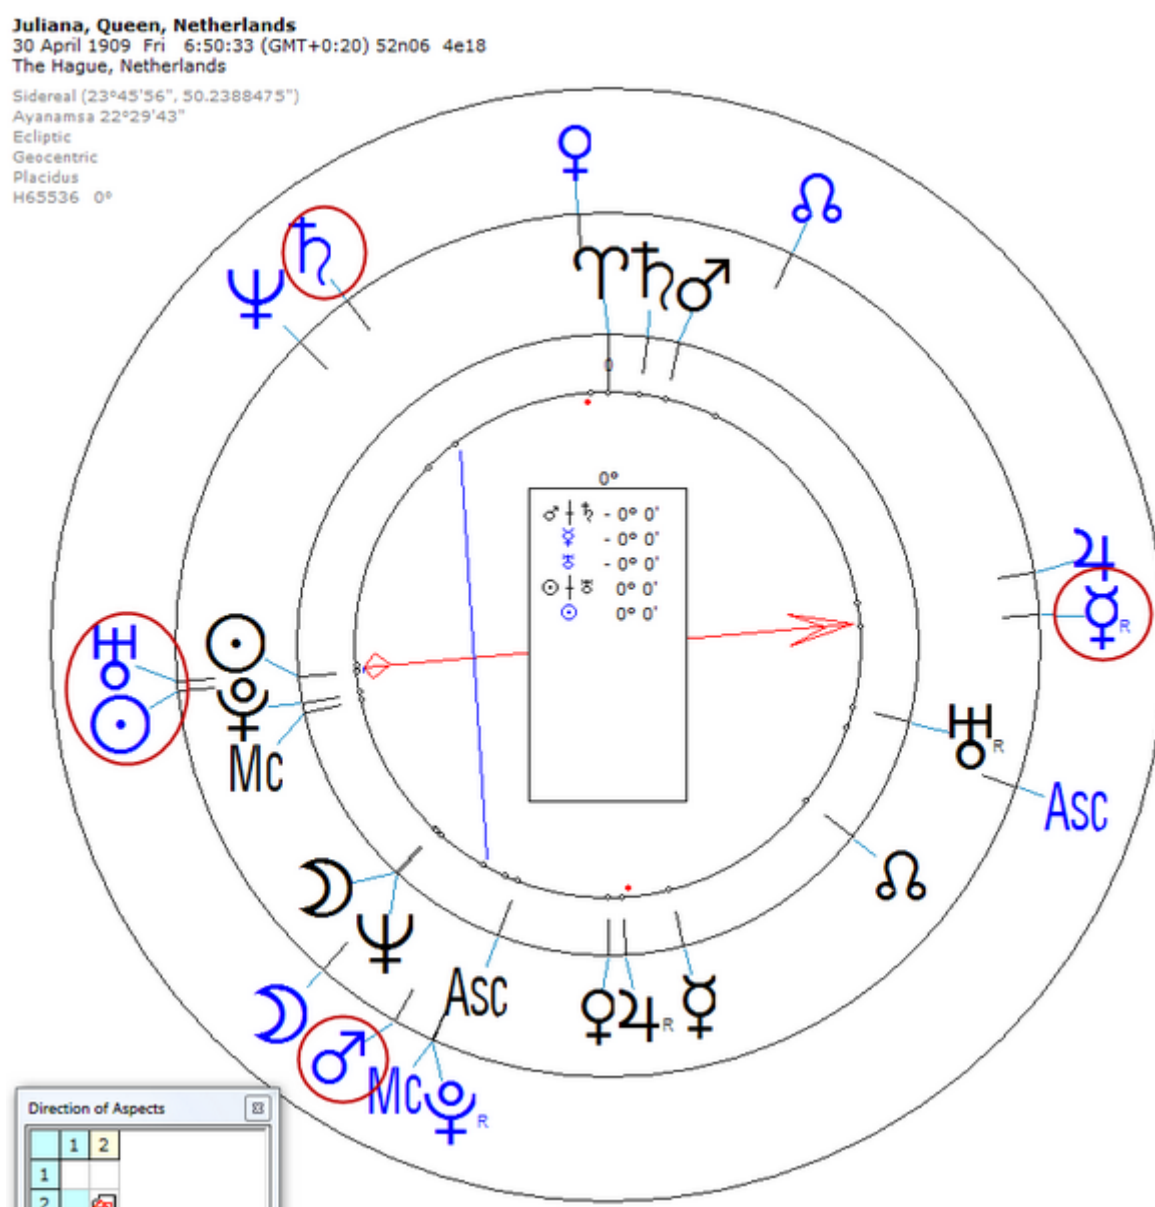 Juliana, Queen, Netherlands
30 April 1909 Fri 6:50:33 (GMT+0:20) 52n06 4e18
The Hague, Netherlands
Sidereal (23°45'56", 50.2388475")
Ayanamsa 22°29'43"
Ecliptic
Geocentric
Placidus
H65536 0°
♀
☊
♄
♆
♈ ♄ ♂
0
0°
♂ ┼ ♄ - 0° 0'
☿ - 0° 0'
♅ - 0° 0'
☉ ┼ ♅ 0° 0'
☉ 0° 0'
♃
☿ R
♅
☉
☉
♇
Mc
♅ R
Asc
☊
☽
♆
Asc
♀ ♃ R ☿
☽
♂
Mc
♇ R
Direction of Aspects
1 2
1
2